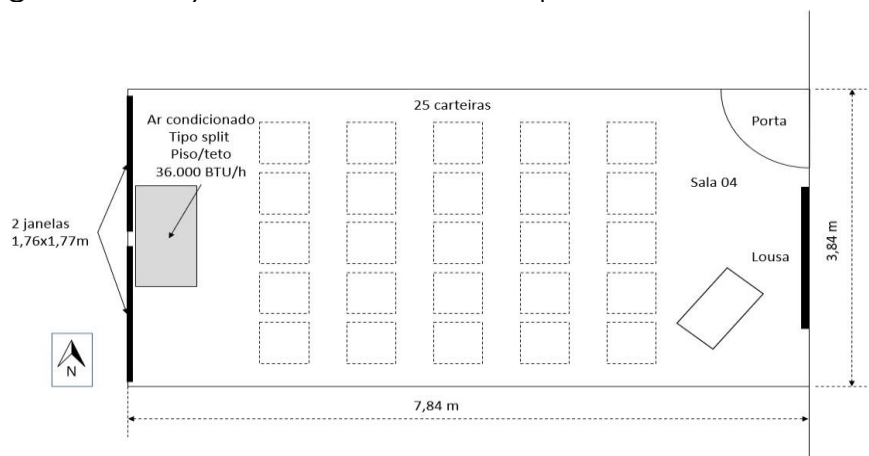 25 carteiras
Ar condicionado
Tipo split
Piso/teto
36.000 BTU/h
Porta
Sala 04
2 janelas
1,76x1,77m
Lousa
3,84 m
N
7,84 m